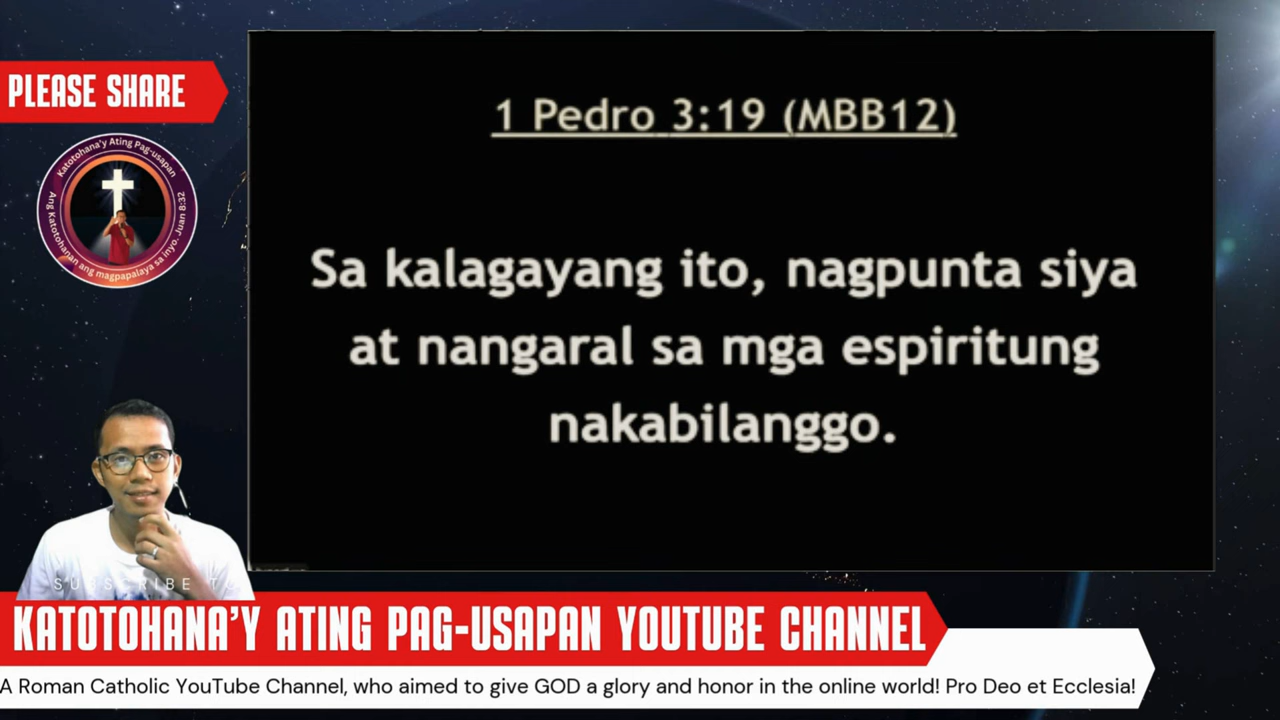 PLEASE SHARE
Katotohana'y Ating Pag-usapan
Ang Katotohanan ang magpapalaya sa inyo. Juan 8:32
1 Pedro 3:19 (MBB12)
Sa kalagayang ito, nagpunta siya
at nangaral sa mga espiritung
nakabilanggo.
SUBSCRIBE TO
KATOTOHANA'Y ATING PAG-USAPAN YOUTUBE CHANNEL
A Roman Catholic YouTube Channel, who aimed to give GOD a glory and honor in the online world! Pro Deo et Ecclesia!